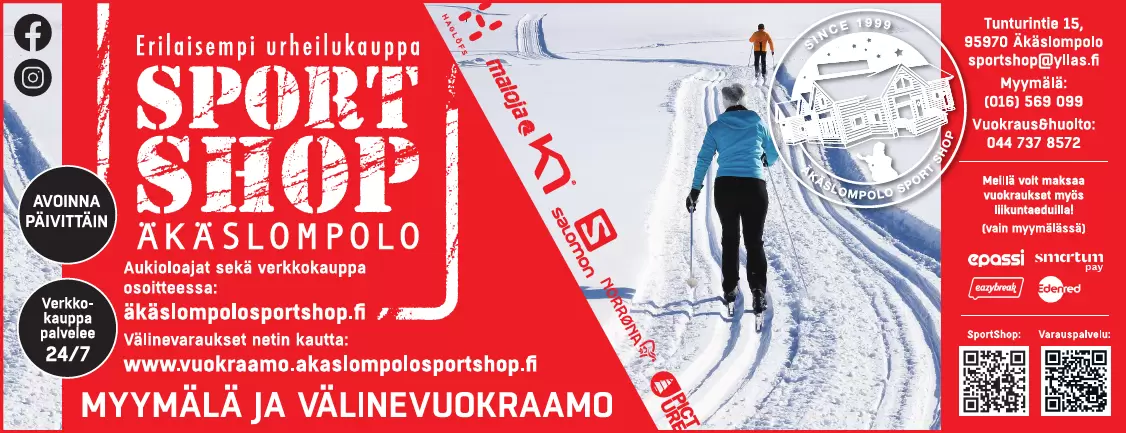 Erilaisempi urheilukauppa
SPORT
SHOP
ÄKÄSLOMPOLO
Aukioloajat sekä verkkokauppa
osoitteessa:
äkäslompolosportshop.fi
Välinevaraukset netin kautta:
www.vuokraamo.akaslompolosportshop.fi
MYYMÄLÄ JA VÄLINEVUOKRAAMO
AVOINNA
PÄIVITTÄIN
Verkko-
kauppa
palvelee
24/7
HAGLÖFS
maloja
K1
salomon
NORRØNA
PICT
URE
SINCE 1999
ÄKÄSLOMPOLO SPORT SHOP
Tunturintie 15,
95970 Äkäslompolo
sportshop@yllas.fi
Myymälä:
(016) 569 099
Vuokraus&huolto:
044 737 8572
Meillä voit maksaa
vuokraukset myös
liikuntaeduilla!
(vain myymälässä)
epassi
smartum
pay
eazybreak
Edenred
SportShop:
Varauspalvelu: